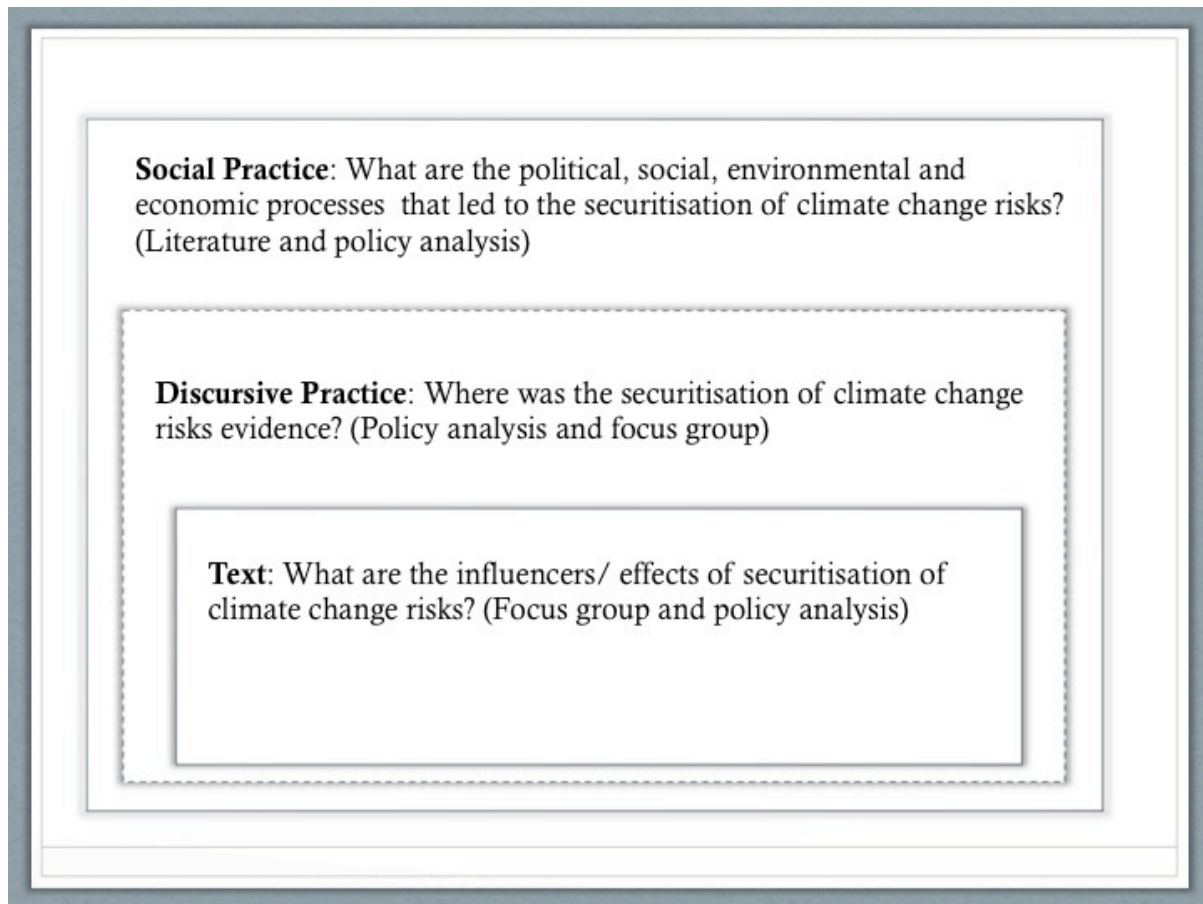 Social Practice: What are the political, social, environmental and
economic processes that led to the securitisation of climate change risks?
(Literature and policy analysis)
Discursive Practice: Where was the securitisation of climate change
risks evidence? (Policy analysis and focus group)
Text: What are the influencers/ effects of securitisation of
climate change risks? (Focus group and policy analysis)